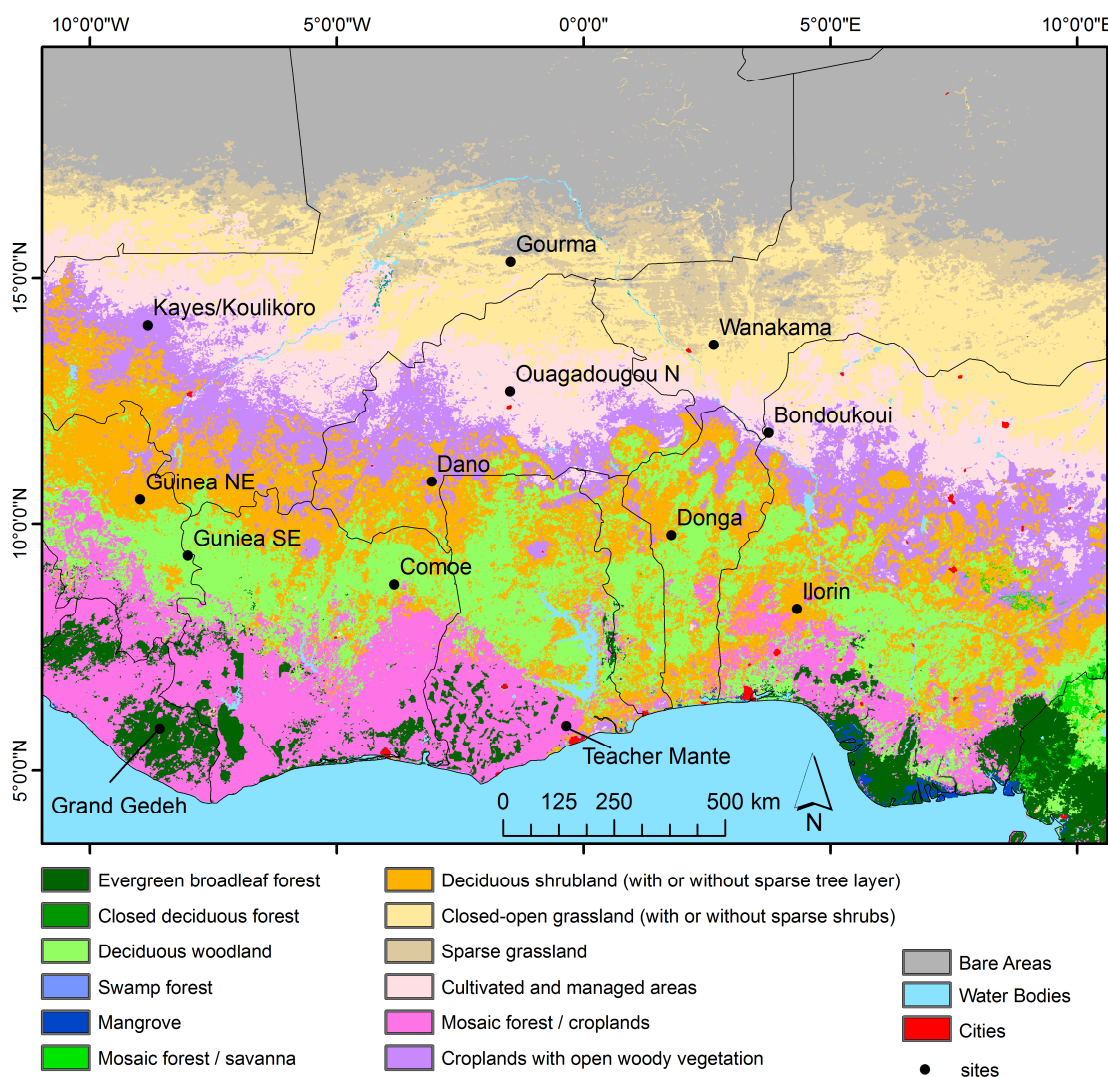 10°0'0"W 5°0'0"W 0°0'0" 5°0'0"E 10°0'0"E
15°0'0"N
10°0'0"N
5°0'0"N
Gourma
Kayes/Koulikoro
Wanakama
Ouagadougou N
Bondoukoui
Dano
Guinea NE
Donga
Guniea SE
Comoe
Ilorin
Teacher Mante
Grand Gedeh
0 125 250 500 km
N
Evergreen broadleaf forest
Closed deciduous forest
Deciduous woodland
Swamp forest
Mangrove
Mosaic forest / savanna
Deciduous shrubland (with or without sparse tree layer)
Closed-open grassland (with or without sparse shrubs)
Sparse grassland
Cultivated and managed areas
Mosaic forest / croplands
Croplands with open woody vegetation
Bare Areas
Water Bodies
Cities
sites